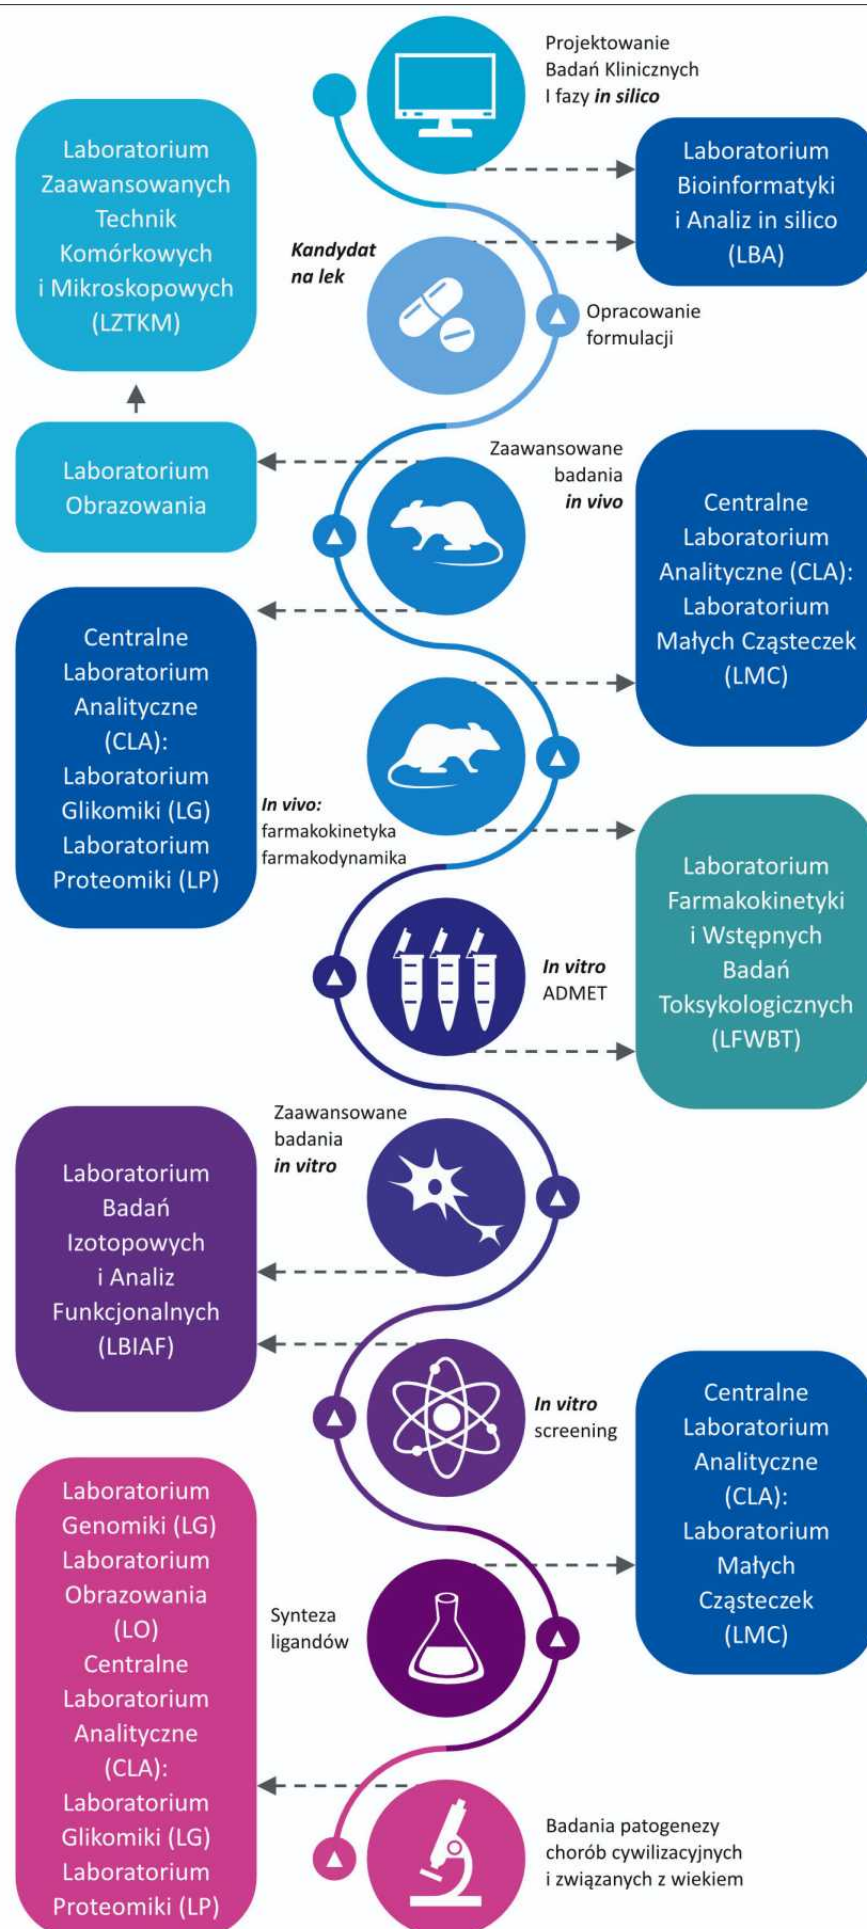 Projektowanie
Badań Klinicznych
I fazy in silico
Laboratorium
Zaawansowanych
Technik
Komórkowych
i Mikroskopowych
(LZTKM)
Laboratorium
Bioinformatyki
i Analiz in silico
(LBA)
Kandydat
na lek
Opracowanie
formulacji
Laboratorium
Obrazowania
Zaawansowane
badania
in vivo
Centralne
Laboratorium
Analityczne (CLA):
Laboratorium
Małych Cząsteczek
(LMC)
Centralne
Laboratorium
Analityczne
(CLA):
Laboratorium
Glikomiki (LG)
Laboratorium
Proteomiki (LP)
In vivo:
farmakokinetyka
farmakodynamika
Laboratorium
Farmakokinetyki
i Wstępnych
Badań
Toksykologicznych
(LFWBT)
In vitro
ADMET
Zaawansowane
badania
in vitro
Laboratorium
Badań
Izotopowych
i Analiz
Funkcjonalnych
(LBIAF)
In vitro
screening
Centralne
Laboratorium
Analityczne
(CLA):
Laboratorium
Małych
Cząsteczek
(LMC)
Laboratorium
Genomiki (LG)
Laboratorium
Obrazowania
(LO)
Centralne
Laboratorium
Analityczne
(CLA):
Laboratorium
Glikomiki (LG)
Laboratorium
Proteomiki (LP)
Synteza
ligandów
Badania patogenezy
chorób cywilizacyjnych
i związanych z wiekiem